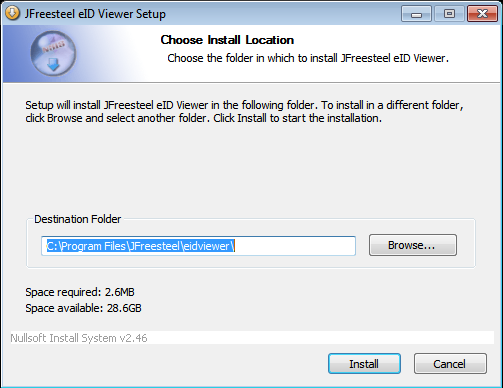 JFreesteel eID Viewer Setup
Choose Install Location
Choose the folder in which to install JFreesteel eID Viewer.
Setup will install JFreesteel eID Viewer in the following folder. To install in a different folder,
click Browse and select another folder. Click Install to start the installation.
Destination Folder
C:\Program Files\JFreesteel\eidviewer\
Browse...
Space required: 2.6MB
Space available: 28.6GB
Nullsoft Install System v2.46
Install
Cancel